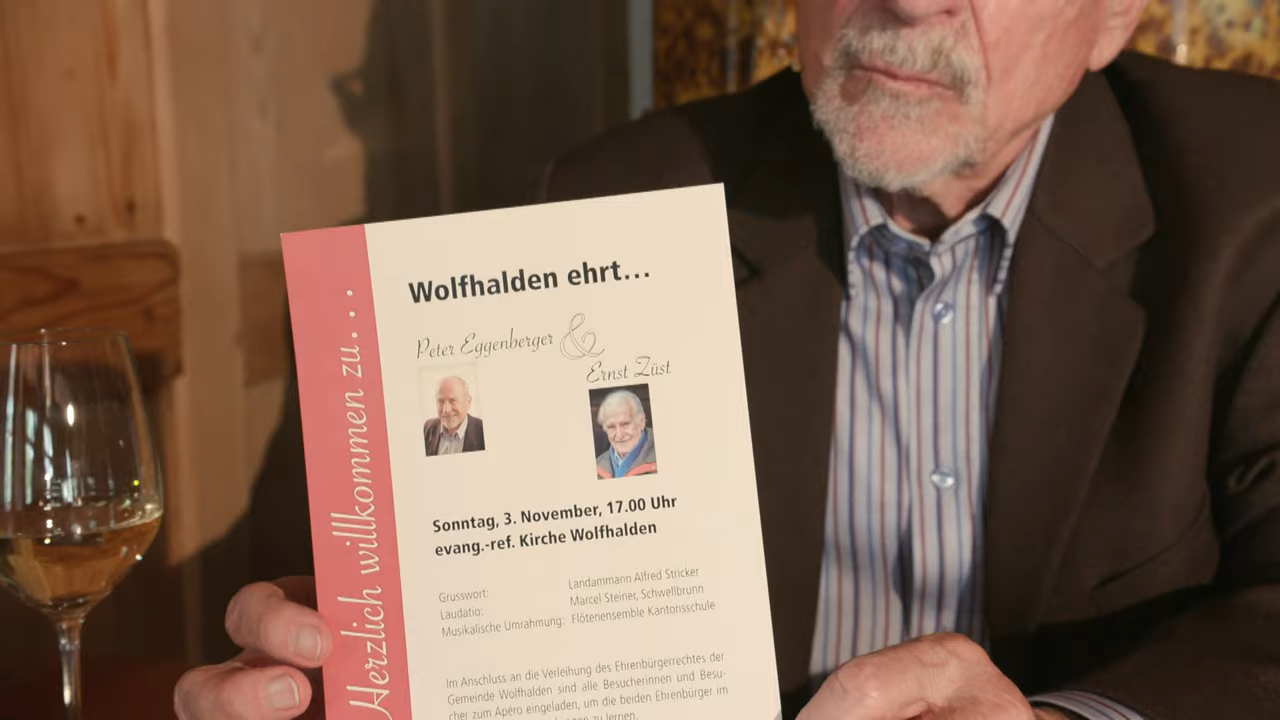 Herzlich willkommen zu...
Wolfhalden ehrt...
Peter Eggenberger &
Ernst Züst
Sonntag, 3. November, 17.00 Uhr
evang.-ref. Kirche Wolfhalden
Grusswort: Landammann Alfred Stricker
Laudatio: Marcel Steiner, Schwellbrunn
Musikalische Umrahmung: Flötenensemble Kantonsschule
Im Anschluss an die Verleihung des Ehrenbürgerrechtes der
Gemeinde Wolfhalden sind alle Besucherinnen und Besu-
cher zum Apéro eingeladen, um die beiden Ehrenbürger im
zu lernen.